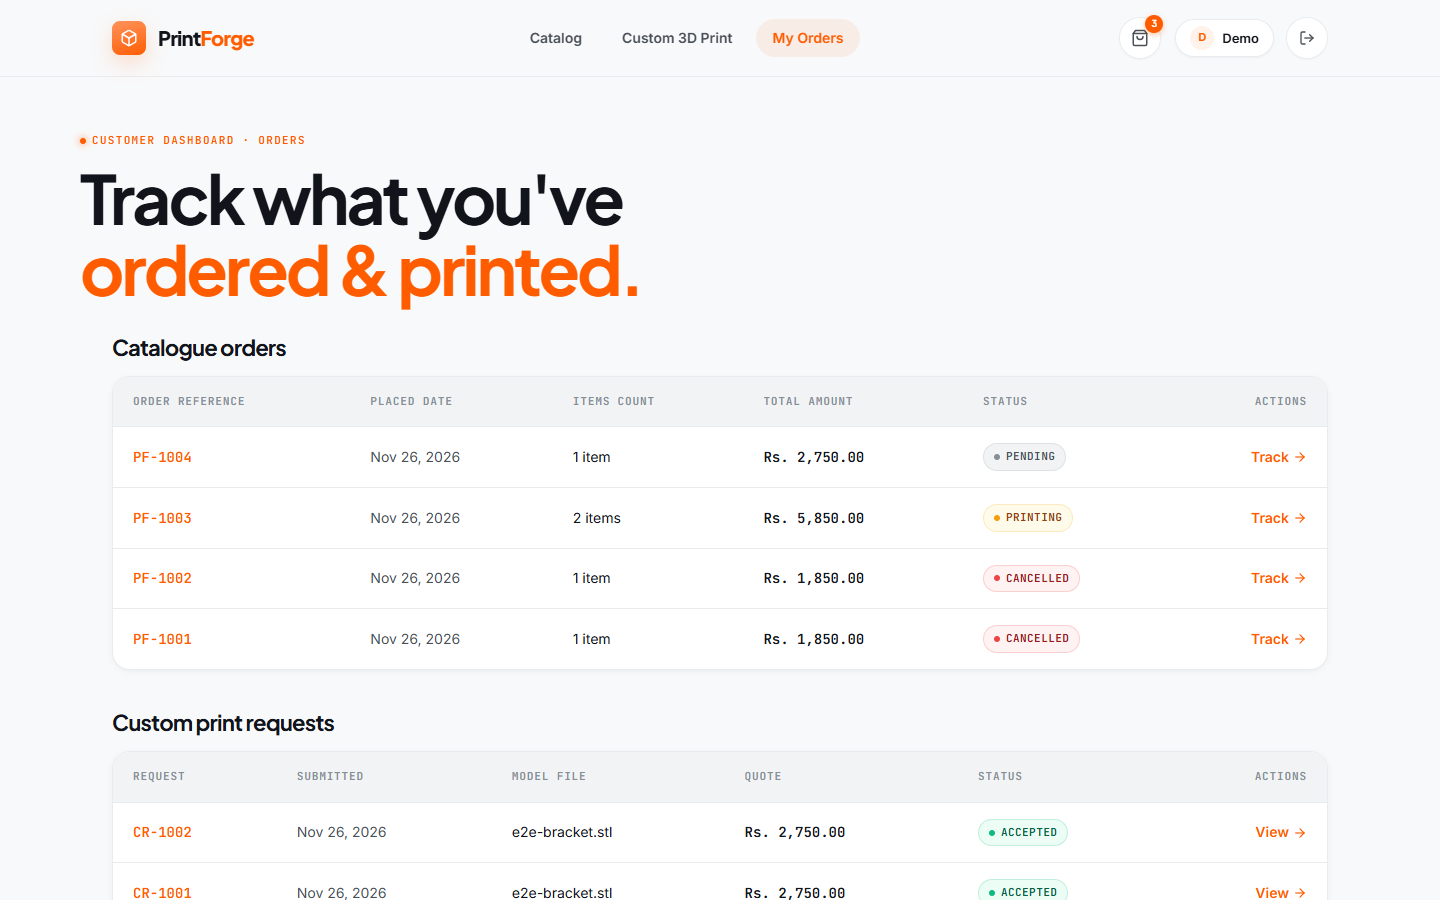 PrintForge
Catalog
Custom 3D Print
My Orders
3
D Demo
CUSTOMER DASHBOARD · ORDERS
Track what you've
ordered & printed.
Catalogue orders
ORDER REFERENCE PLACED DATE ITEMS COUNT TOTAL AMOUNT STATUS ACTIONS
PF-1004 Nov 26, 2026 1 item Rs. 2,750.00 PENDING Track →
PF-1003 Nov 26, 2026 2 items Rs. 5,850.00 PRINTING Track →
PF-1002 Nov 26, 2026 1 item Rs. 1,850.00 CANCELLED Track →
PF-1001 Nov 26, 2026 1 item Rs. 1,850.00 CANCELLED Track →
Custom print requests
REQUEST SUBMITTED MODEL FILE QUOTE STATUS ACTIONS
CR-1002 Nov 26, 2026 e2e-bracket.stl Rs. 2,750.00 ACCEPTED View →
CR-1001 Nov 26, 2026 e2e-bracket.stl Rs. 2,750.00 ACCEPTED View →